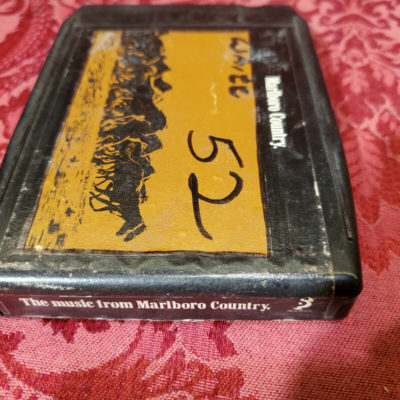 Marlboro Country.
52
The music from Marlboro Country.